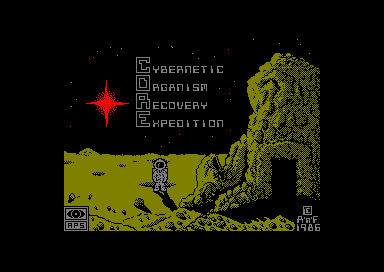 CYBERNETIC
ORGANISM
RECOVERY
EXPEDITION
APS
©
A'n'F
1986